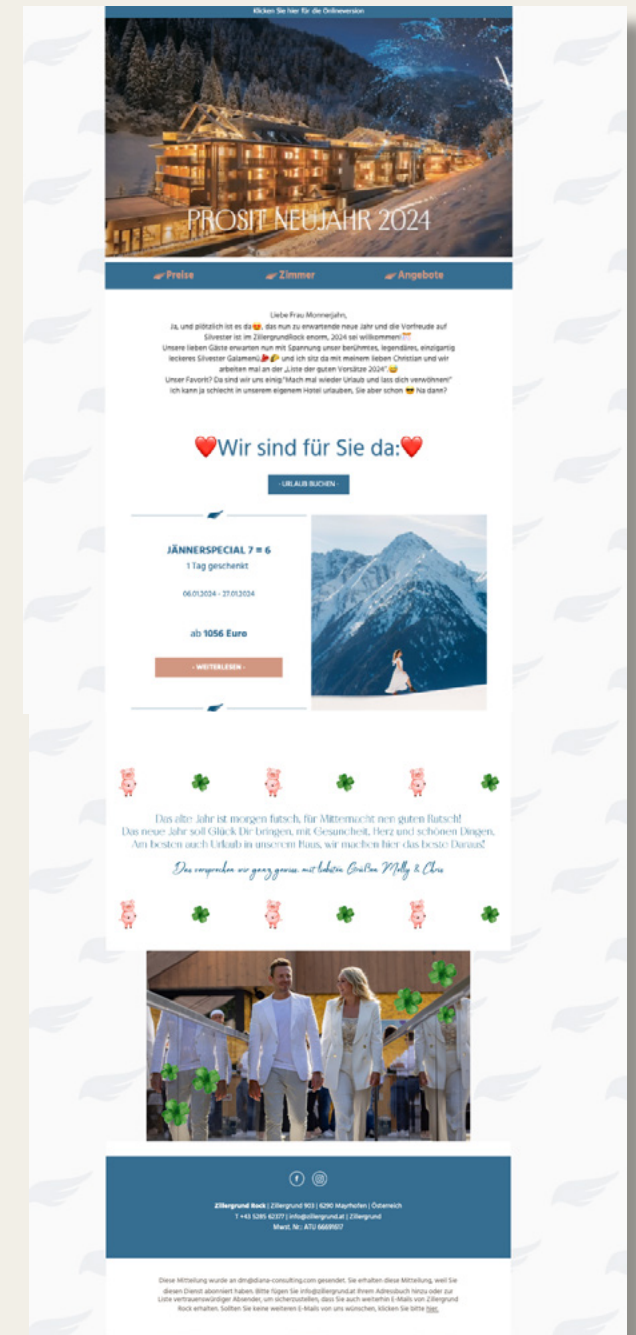 Klicken Sie hier für die Onlineversion
PROSIT NEUJAHR 2024
Preise Zimmer Angebote
Liebe Frau Monnerjahn,
Ja, und plötzlich ist es da😍, das nun zu erwartende neue Jahr und die Vorfreude auf
Silvester ist im ZillergrundRock enorm, 2024 sei willkommen!
Unsere lieben Gäste erwarten nun mit Spannung unser berühmtes, legendäres, einzigartig
leckeres Silvester Galamenü und ich sitz da mit meinem lieben Christian und wir
arbeiten mal an der „Liste der guten Vorsätze 2024“.😅
Unser Favorit? Da sind wir uns einig:"Mach mal wieder Urlaub und lass dich verwöhnen!"
Ich kann ja schlecht in unserem eigenem Hotel urlauben, Sie aber schon 😎 Na dann?
❤️Wir sind für Sie da:❤️
- URLAUB BUCHEN -
JÄNNERSPECIAL 7 = 6
1 Tag geschenkt
06.01.2024 - 27.01.2024
ab 1056 Euro
- WEITERLESEN -
Das alte Jahr ist morgen futsch, für Mitternacht nen guten Rutsch!
Das neue Jahr soll Glück Dir bringen, mit Gesundheit, Herz und schönen Dingen.
Am besten auch Urlaub in unserem Haus, wir machen hier das beste Daraus!
Das versprechen wir ganz gewiss, mit liebsten Grüßen Melly & Chris
Zillergrund Rock | Zillergrund 903 | 6290 Mayrhofen | Österreich
T +43 5285 62377 | info@zillergrund.at | Zillergrund
Mwst. Nr.: ATU 66691617
Diese Mitteilung wurde an dm@diana-consulting.com gesendet. Sie erhalten diese Mitteilung, weil Sie
diesen Dienst abonniert haben. Bitte fügen Sie info@zillergrund.at Ihrem Adressbuch hinzu oder zur
Liste vertrauenswürdiger Absender, um sicherzustellen, dass Sie auch weiterhin E-Mails von Zillergrund
Rock erhalten. Sollten Sie keine weiteren E-Mails von uns wünschen, klicken Sie bitte hier.